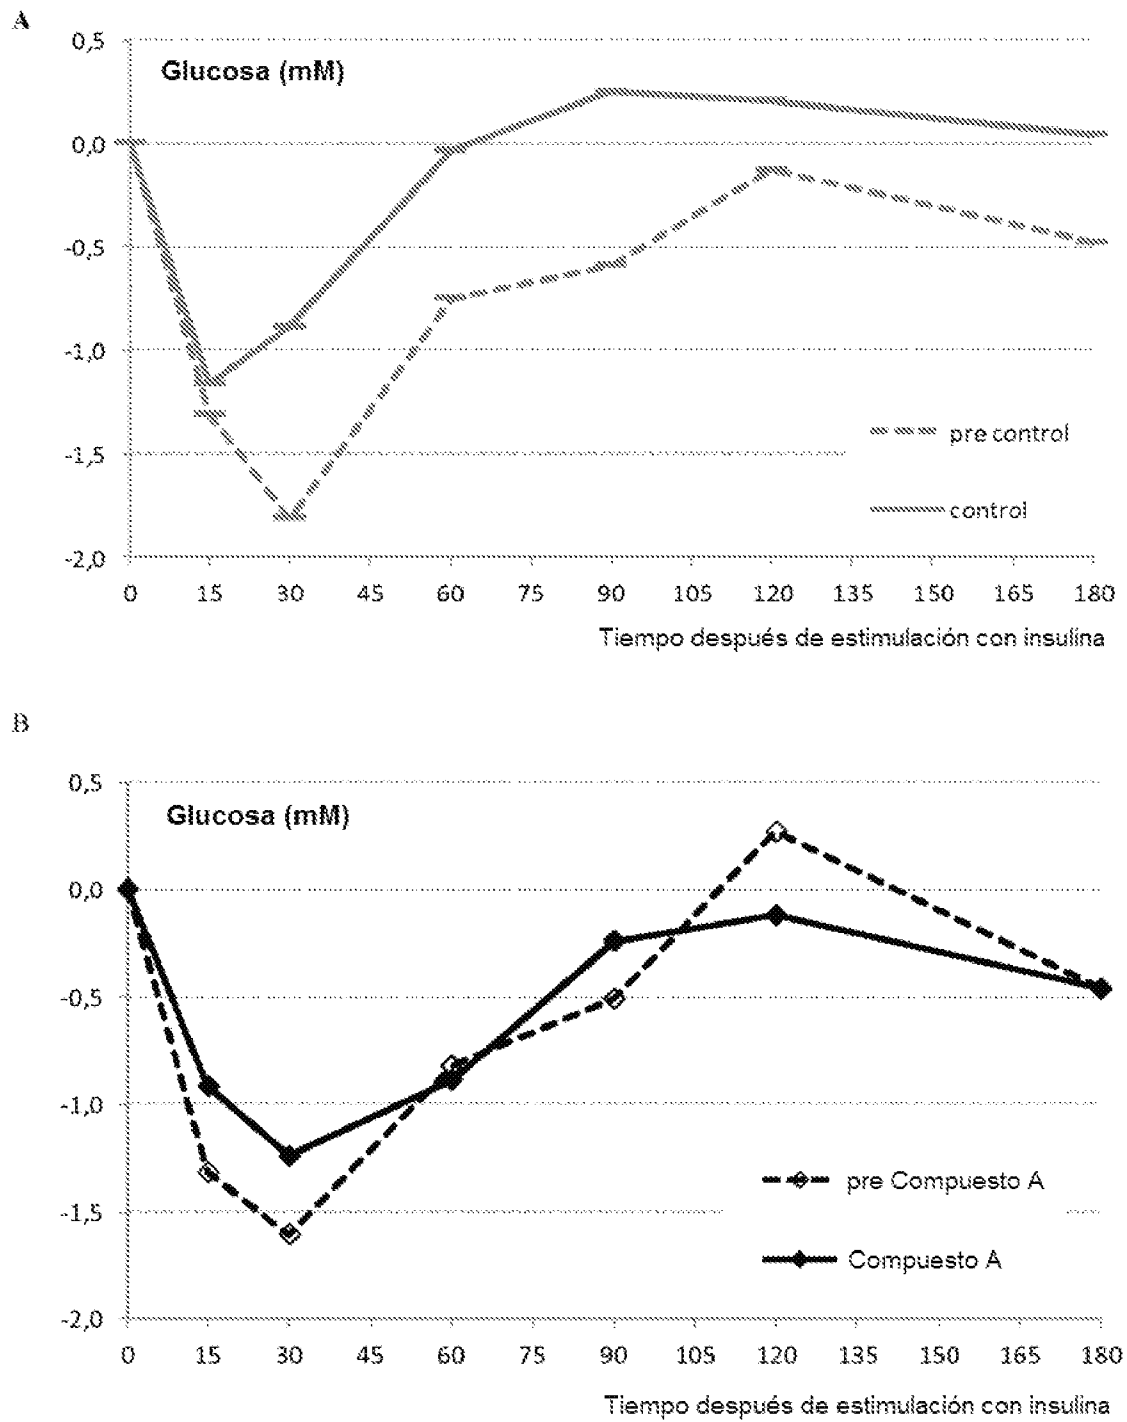 A
0,5
Glucosa (mM)
0,0
-0,5
-1,0
-1,5
-2,0
pre control
control
0 15 30 45 60 75 90 105 120 135 150 165 180
Tiempo después de estimulación con insulina
B
0,5
Glucosa (mM)
0,0
-0,5
-1,0
-1,5
-2,0
pre Compuesto A
Compuesto A
0 15 30 45 60 75 90 105 120 135 150 165 180
Tiempo después de estimulación con insulina